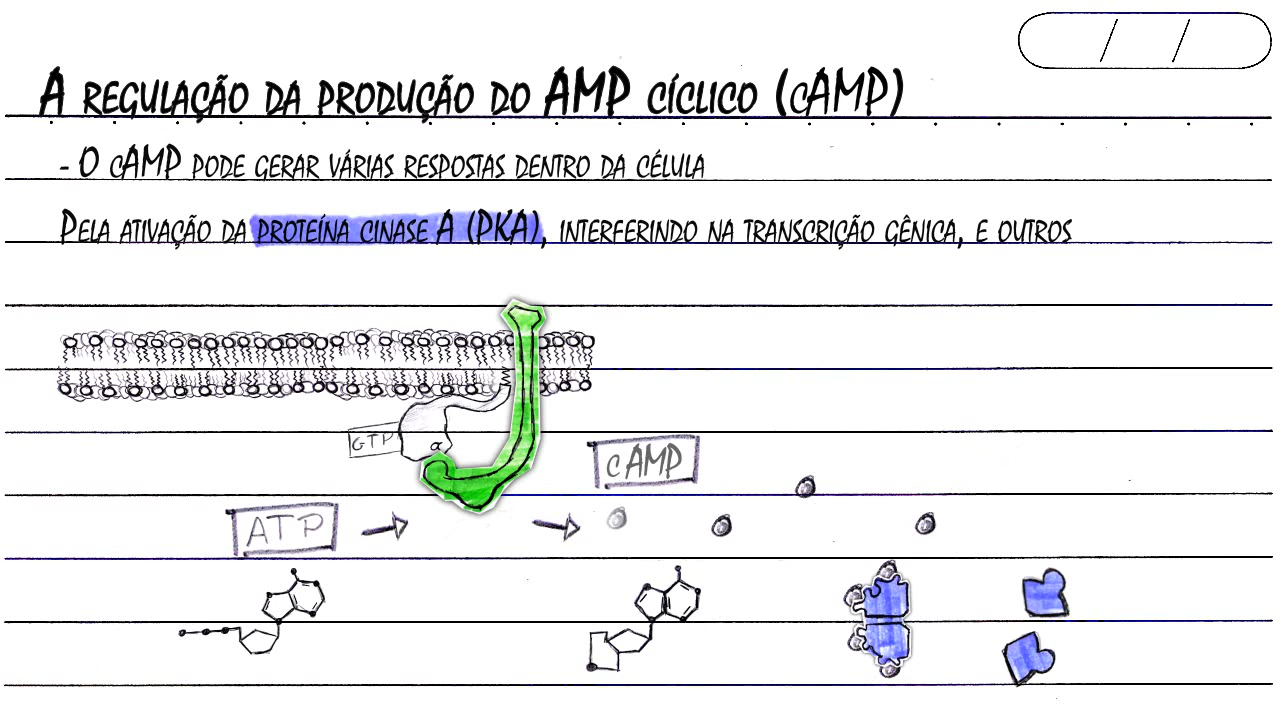 A REGULAÇÃO DA PRODUÇÃO DO AMP CÍCLICO (cAMP)
- O cAMP PODE GERAR VÁRIAS RESPOSTAS DENTRO DA CÉLULA
PELA ATIVAÇÃO DA PROTEÍNA CINASE A (PKA), INTERFERINDO NA TRANSCRIÇÃO GÊNICA, E OUTROS
GTP
α
cAMP
ATP